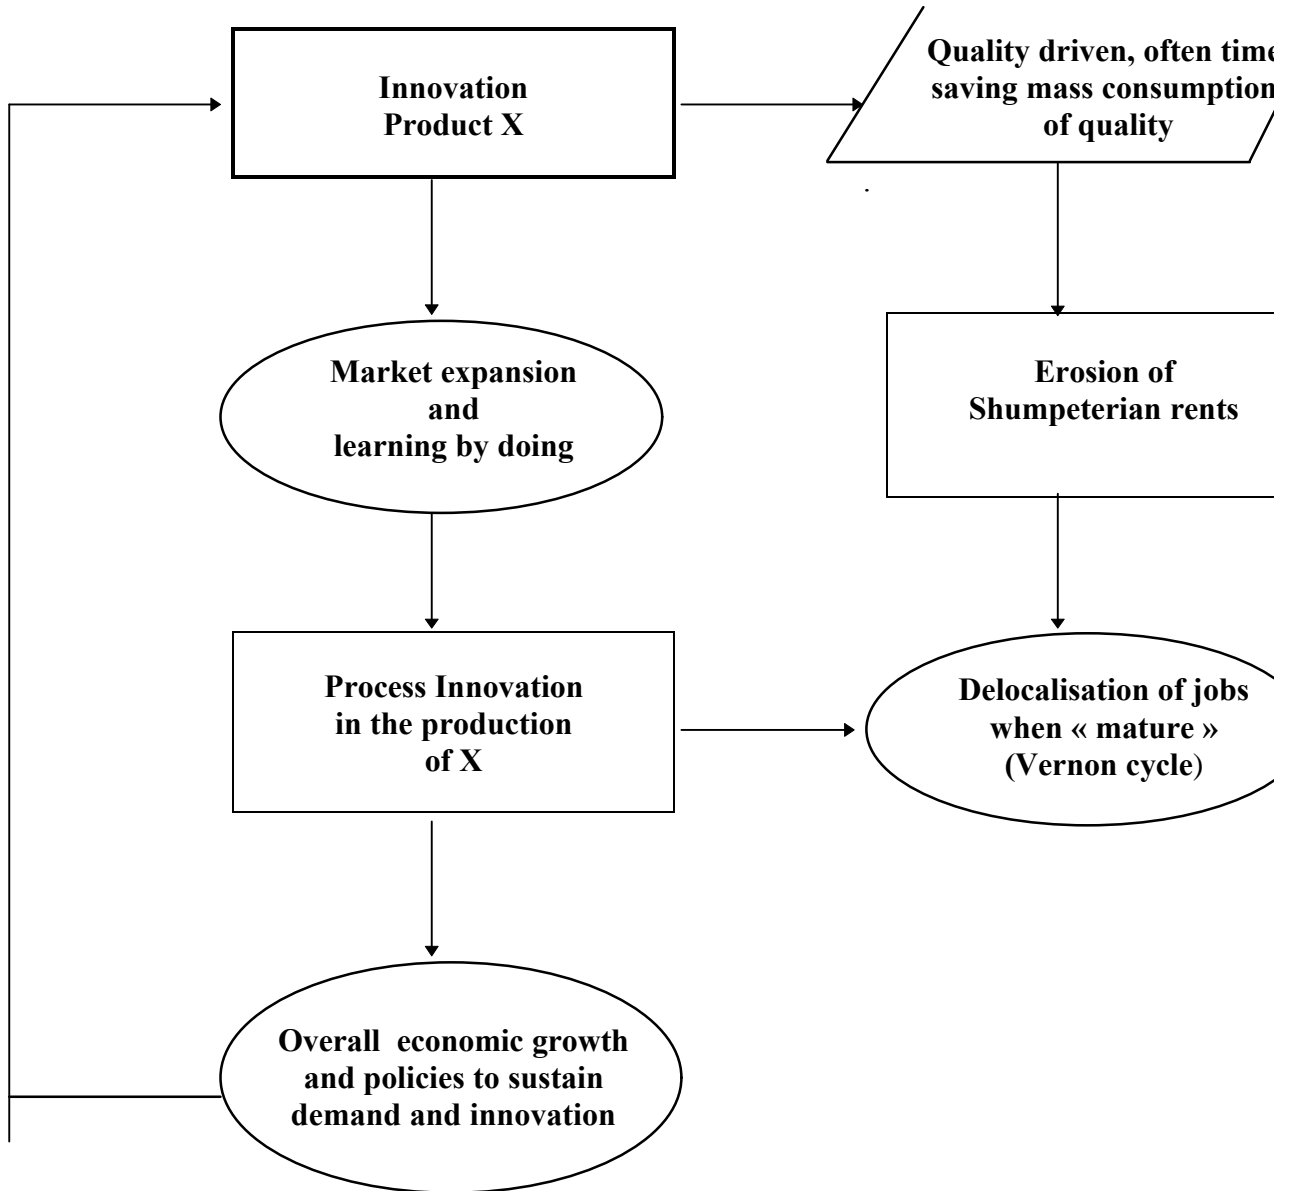 Innovation
Product X
Quality driven, often time
saving mass consumption
of quality
.
Market expansion
and
learning by doing
Erosion of
Shumpeterian rents
Process Innovation
in the production
of X
Delocalisation of jobs
when « mature »
(Vernon cycle)
Overall  economic growth
and policies to sustain
demand and innovation